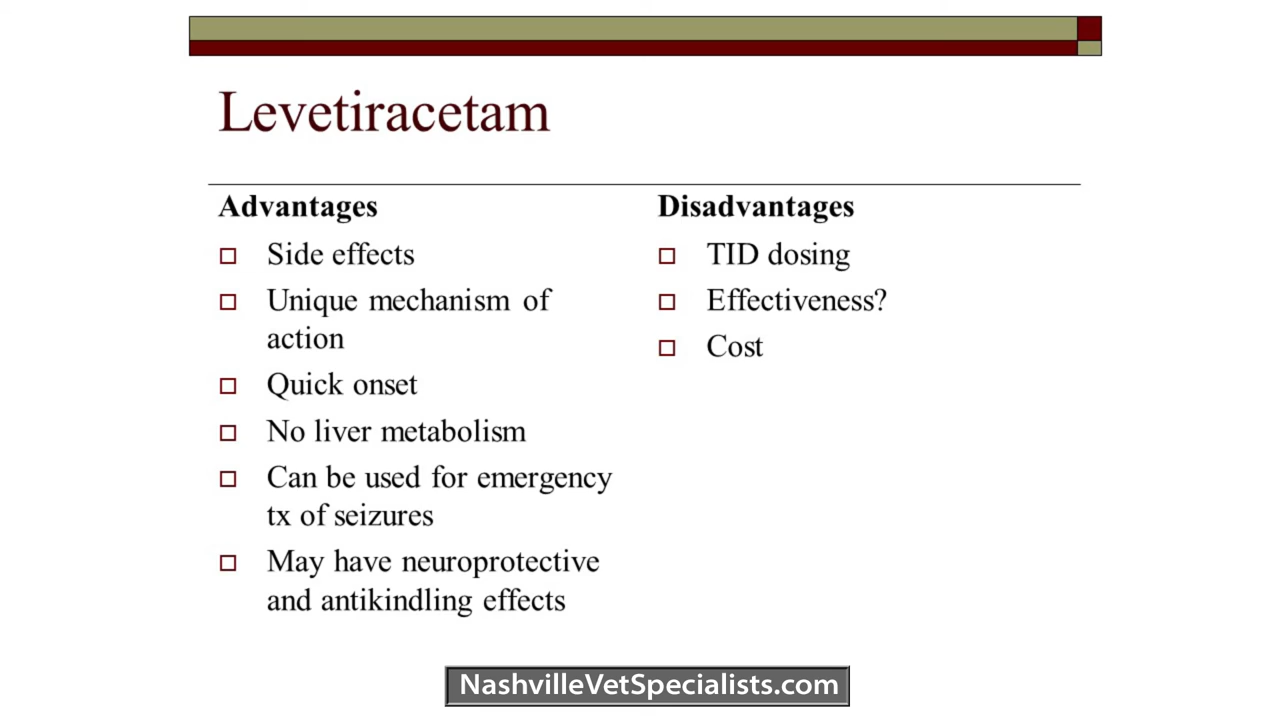 Levetiracetam
Advantages
Side effects
Unique mechanism of
action
Quick onset
No liver metabolism
Can be used for emergency
tx of seizures
May have neuroprotective
and antikindling effects
Disadvantages
TID dosing
Effectiveness?
Cost
NashvilleVetSpecialists.com